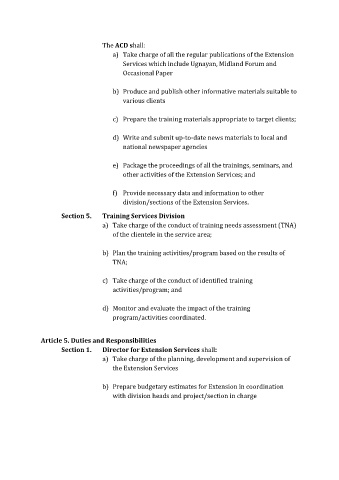 The ACD shall:
a) Take charge of all the regular publications of the Extension
Services which include Ugnayan, Midland Forum and
Occasional Paper
b) Produce and publish other informative materials suitable to
various clients
c) Prepare the training materials appropriate to target clients;
d) Write and submit up-to-date news materials to local and
national newspaper agencies
e) Package the proceedings of all the trainings, seminars, and
other activities of the Extension Services; and
f) Provide necessary data and information to other
division/sections of the Extension Services.
Section 5. Training Services Division
a) Take charge of the conduct of training needs assessment (TNA)
of the clientele in the service area;
b) Plan the training activities/program based on the results of
TNA;
c) Take charge of the conduct of identified training
activities/program; and
d) Monitor and evaluate the impact of the training
program/activities coordinated.
Article 5. Duties and Responsibilities
Section 1. Director for Extension Services shall:
a) Take charge of the planning, development and supervision of
the Extension Services
b) Prepare budgetary estimates for Extension in coordination
with division heads and project/section in charge